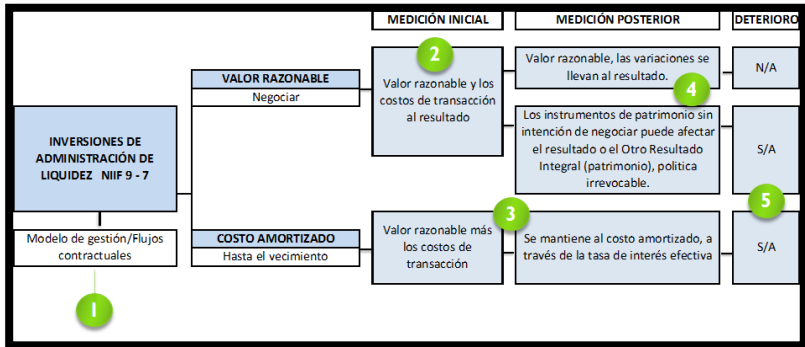 MEDICIÓN INICIAL
MEDICIÓN POSTERIOR
DETERIORO
2
VALOR RAZONABLE
Negociar
Valor razonable y los
costos de transacción
al resultado
Valor razonable, las variaciones se
llevan al resultado.
N/A
4
Los instrumentos de patrimonio sin
intención de negociar puede afectar
el resultado o el Otro Resultado
Integral (patrimonio), politica
irrevocable.
S/A
INVERSIONES DE
ADMINISTRACIÓN DE
LIQUIDEZ NIIF 9 - 7
Modelo de gestión/Flujos
contractuales
1
COSTO AMORTIZADO
Hasta el vecimiento
Valor razonable más
los costos de
transacción
3
Se mantiene al costo amortizado, a
través de la tasa de interés efectiva
5
S/A